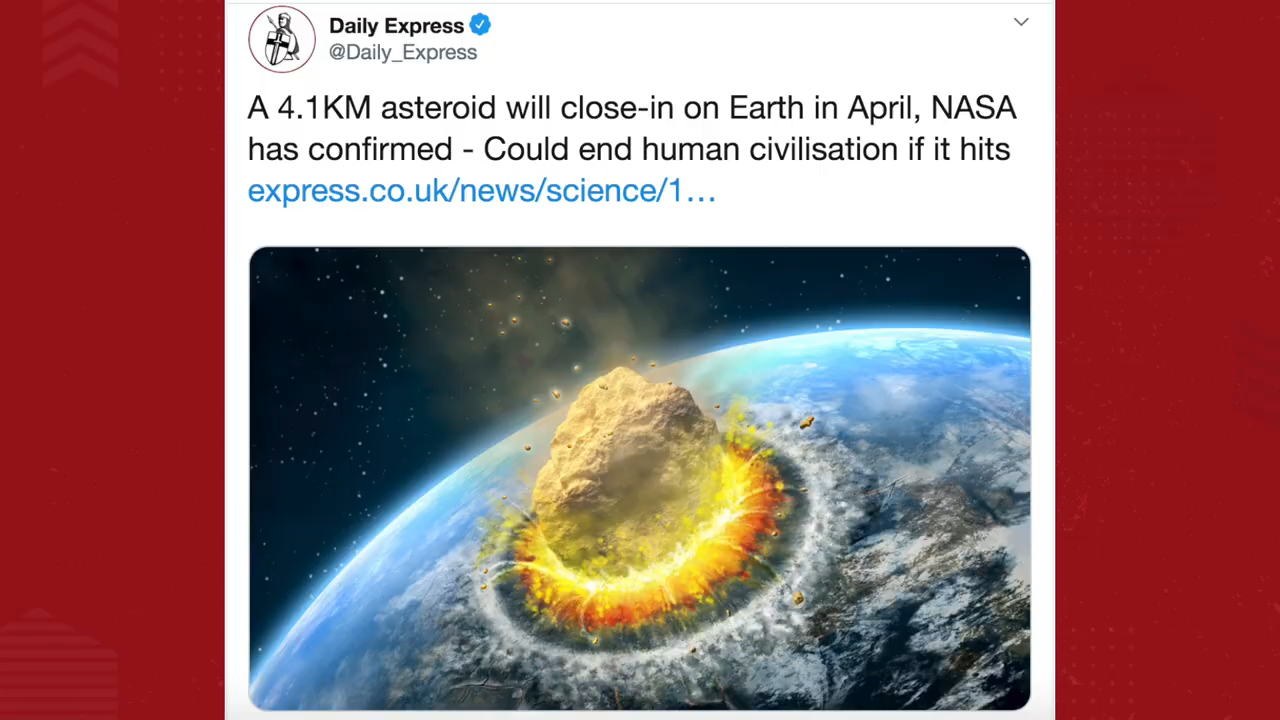 Daily Express
@Daily_Express
A 4.1KM asteroid will close-in on Earth in April, NASA
has confirmed - Could end human civilisation if it hits
express.co.uk/news/science/1…